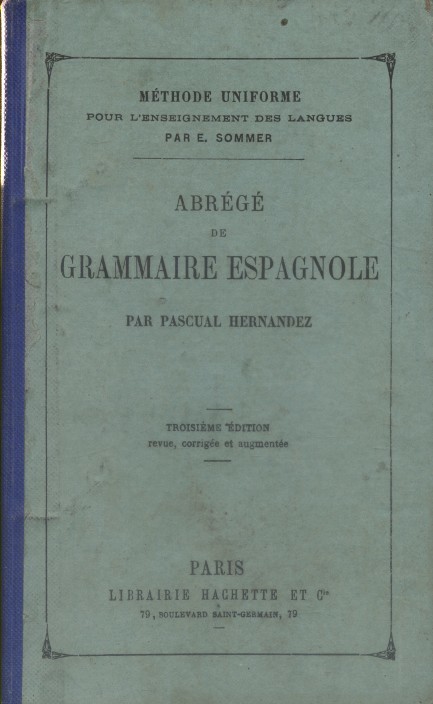 MÉTHODE UNIFORME
POUR L'ENSEIGNEMENT DES LANGUES
PAR E. SOMMER
ABRÉGÉ
DE
GRAMMAIRE ESPAGNOLE
PAR PASCUAL HERNANDEZ
TROISIÈME ÉDITION
revue, corrigée et augmentée
PARIS
LIBRAIRIE HACHETTE ET Cie
79, BOULEVARD SAINT-GERMAIN, 79